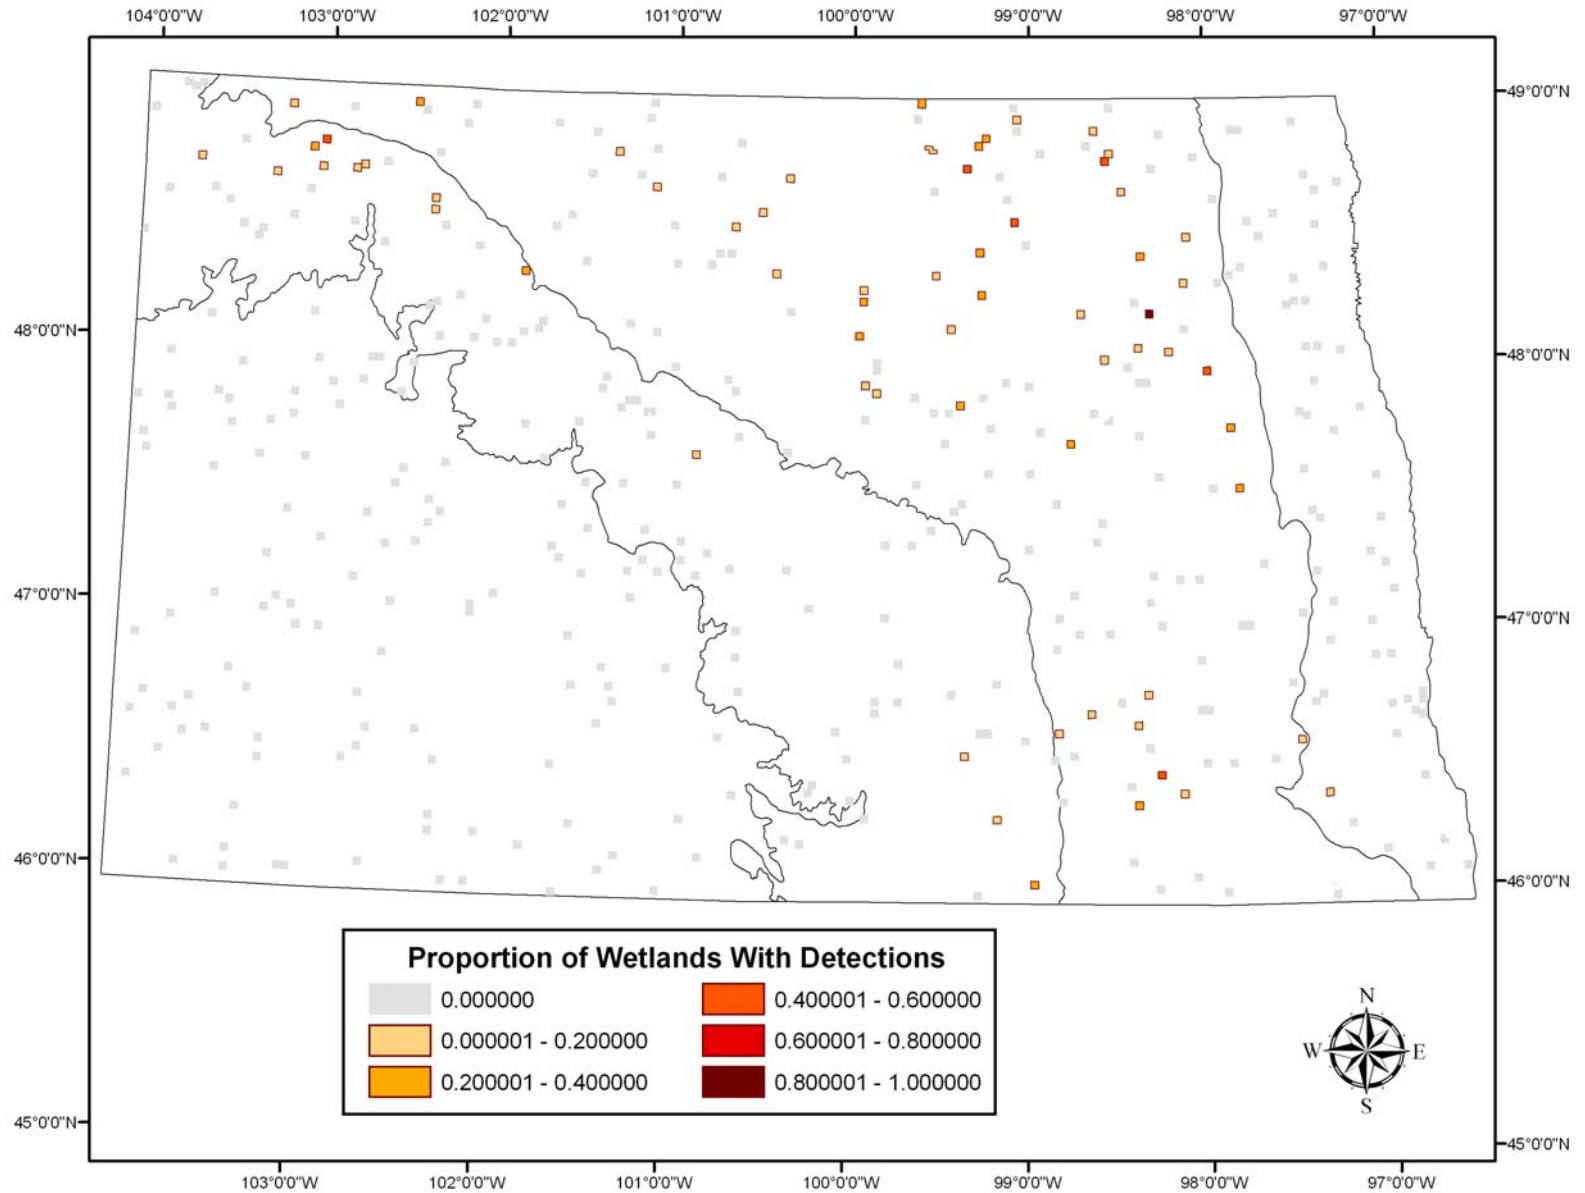 104°0'0"W 103°0'0"W 102°0'0"W 101°0'0"W 100°0'0"W 99°0'0"W 98°0'0"W 97°0'0"W
49°0'0"N
48°0'0"N
48°0'0"N
47°0'0"N
47°0'0"N
46°0'0"N
46°0'0"N
Proportion of Wetlands With Detections
0.000000 0.400001 - 0.600000
0.000001 - 0.200000 0.600001 - 0.800000
0.200001 - 0.400000 0.800001 - 1.000000
N
W E
S
45°0'0"N
45°0'0"N
103°0'0"W 102°0'0"W 101°0'0"W 100°0'0"W 99°0'0"W 98°0'0"W 97°0'0"W